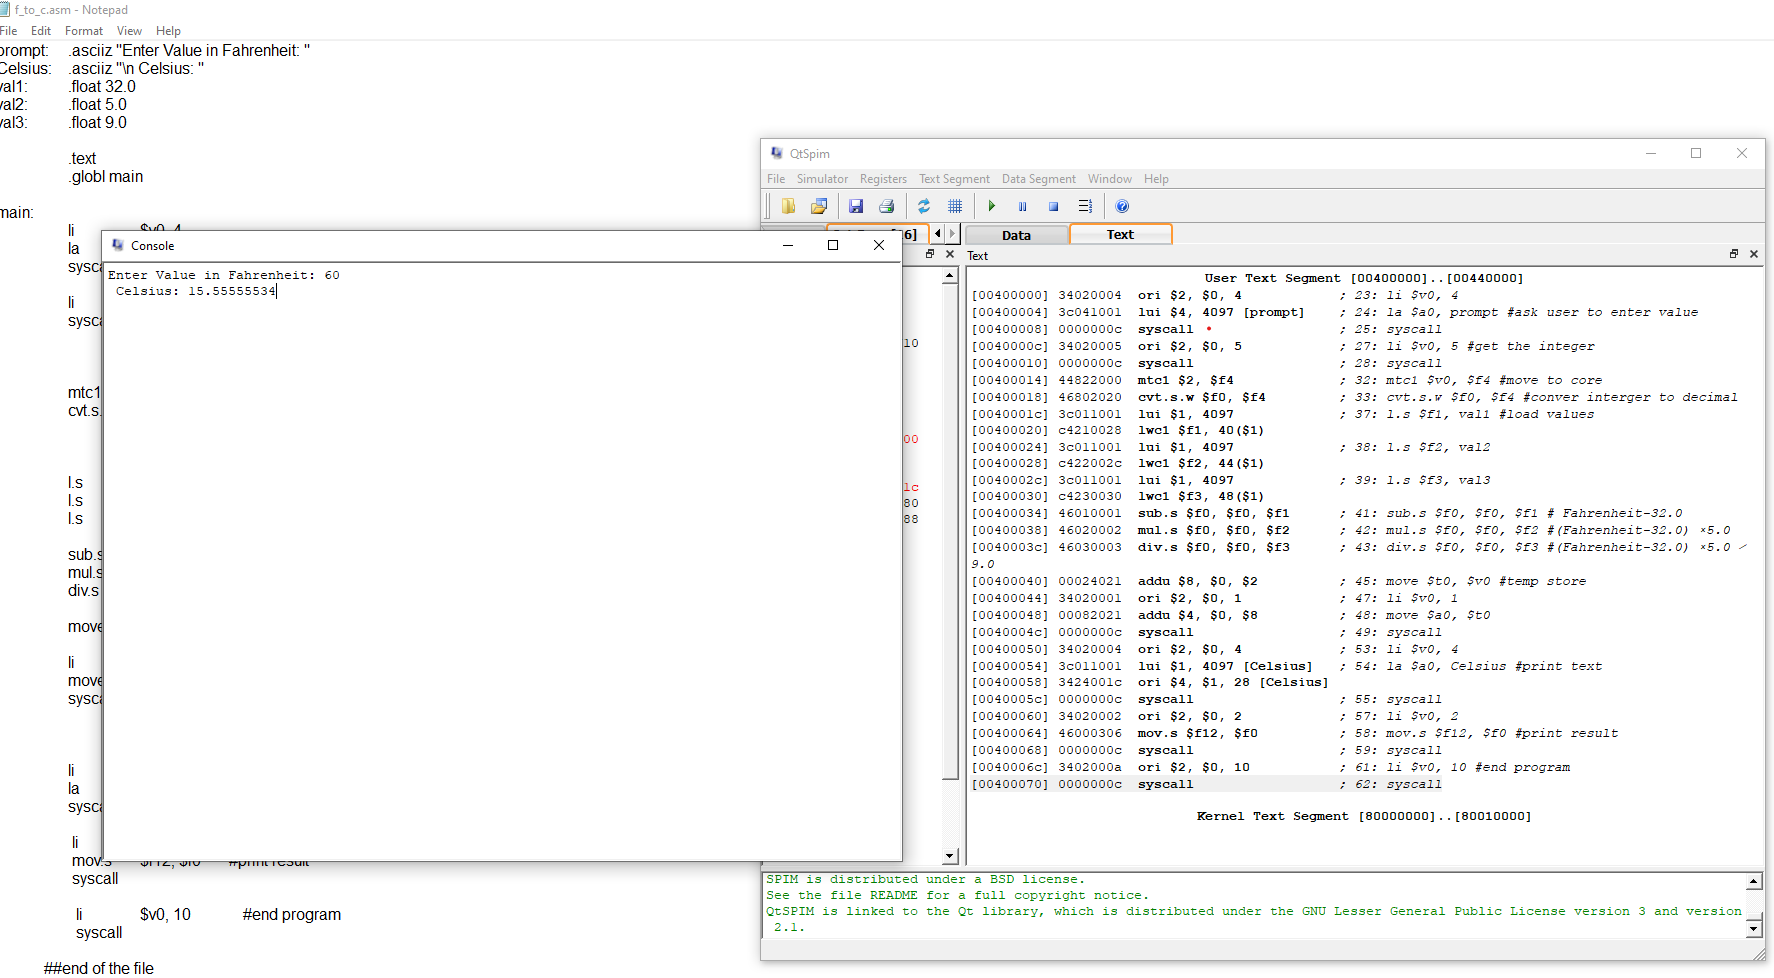 f_to_c.asm - Notepad
File Edit Format View Help
prompt: .asciiz "Enter Value in Fahrenheit: "
Celsius: .asciiz "\n Celsius: "
val1: .float 32.0
val2: .float 5.0
val3: .float 9.0
.text
.globl main
main:
li $v0, 4
la
sysca
li
sysca
mtc1
cvt.s.
l.s
l.s
l.s
sub.s
mul.s
div.s
move
li
move
sysca
li
la
sysca
li
mov.s $f12, $f0 #print result
syscall
li $v0, 10 #end program
syscall
##end of the file
Console
Enter Value in Fahrenheit: 60
Celsius: 15.55555534
QtSpim
File Simulator Registers Text Segment Data Segment Window Help
6]
Data Text
Text
10
00
1c
80
88
User Text Segment [00400000]..[00440000]
[00400000] 34020004 ori $2, $0, 4 ; 23: li $v0, 4
[00400004] 3c041001 lui $4, 4097 [prompt] ; 24: la $a0, prompt #ask user to enter value
[00400008] 0000000c syscall ; 25: syscall
[0040000c] 34020005 ori $2, $0, 5 ; 27: li $v0, 5 #get the integer
[00400010] 0000000c syscall ; 28: syscall
[00400014] 44822000 mtc1 $2, $f4 ; 32: mtc1 $v0, $f4 #move to core
[00400018] 46802020 cvt.s.w $f0, $f4 ; 33: cvt.s.w $f0, $f4 #conver interger to decimal
[0040001c] 3c011001 lui $1, 4097 ; 37: l.s $f1, val1 #load values
[00400020] c4210028 lwc1 $f1, 40($1)
[00400024] 3c011001 lui $1, 4097 ; 38: l.s $f2, val2
[00400028] c422002c lwc1 $f2, 44($1)
[0040002c] 3c011001 lui $1, 4097 ; 39: l.s $f3, val3
[00400030] c4230030 lwc1 $f3, 48($1)
[00400034] 46010001 sub.s $f0, $f0, $f1 ; 41: sub.s $f0, $f0, $f1 # Fahrenheit-32.0
[00400038] 46020002 mul.s $f0, $f0, $f2 ; 42: mul.s $f0, $f0, $f2 #(Fahrenheit-32.0) *5.0
[0040003c] 46030003 div.s $f0, $f0, $f3 ; 43: div.s $f0, $f0, $f3 #(Fahrenheit-32.0) *5.0 /
9.0
[00400040] 00024021 addu $8, $0, $2 ; 45: move $t0, $v0 #temp store
[00400044] 34020001 ori $2, $0, 1 ; 47: li $v0, 1
[00400048] 00082021 addu $4, $0, $8 ; 48: move $a0, $t0
[0040004c] 0000000c syscall ; 49: syscall
[00400050] 34020004 ori $2, $0, 4 ; 53: li $v0, 4
[00400054] 3c011001 lui $1, 4097 [Celsius] ; 54: la $a0, Celsius #print text
[00400058] 3424001c ori $4, $1, 28 [Celsius]
[0040005c] 0000000c syscall ; 55: syscall
[00400060] 34020002 ori $2, $0, 2 ; 57: li $v0, 2
[00400064] 46000306 mov.s $f12, $f0 ; 58: mov.s $f12, $f0 #print result
[00400068] 0000000c syscall ; 59: syscall
[0040006c] 3402000a ori $2, $0, 10 ; 61: li $v0, 10 #end program
[00400070] 0000000c syscall ; 62: syscall
Kernel Text Segment [80000000]..[80010000]
SPIM is distributed under a BSD license.
See the file README for a full copyright notice.
QtSPIM is linked to the Qt library, which is distributed under the GNU Lesser General Public License version 3 and version
2.1.